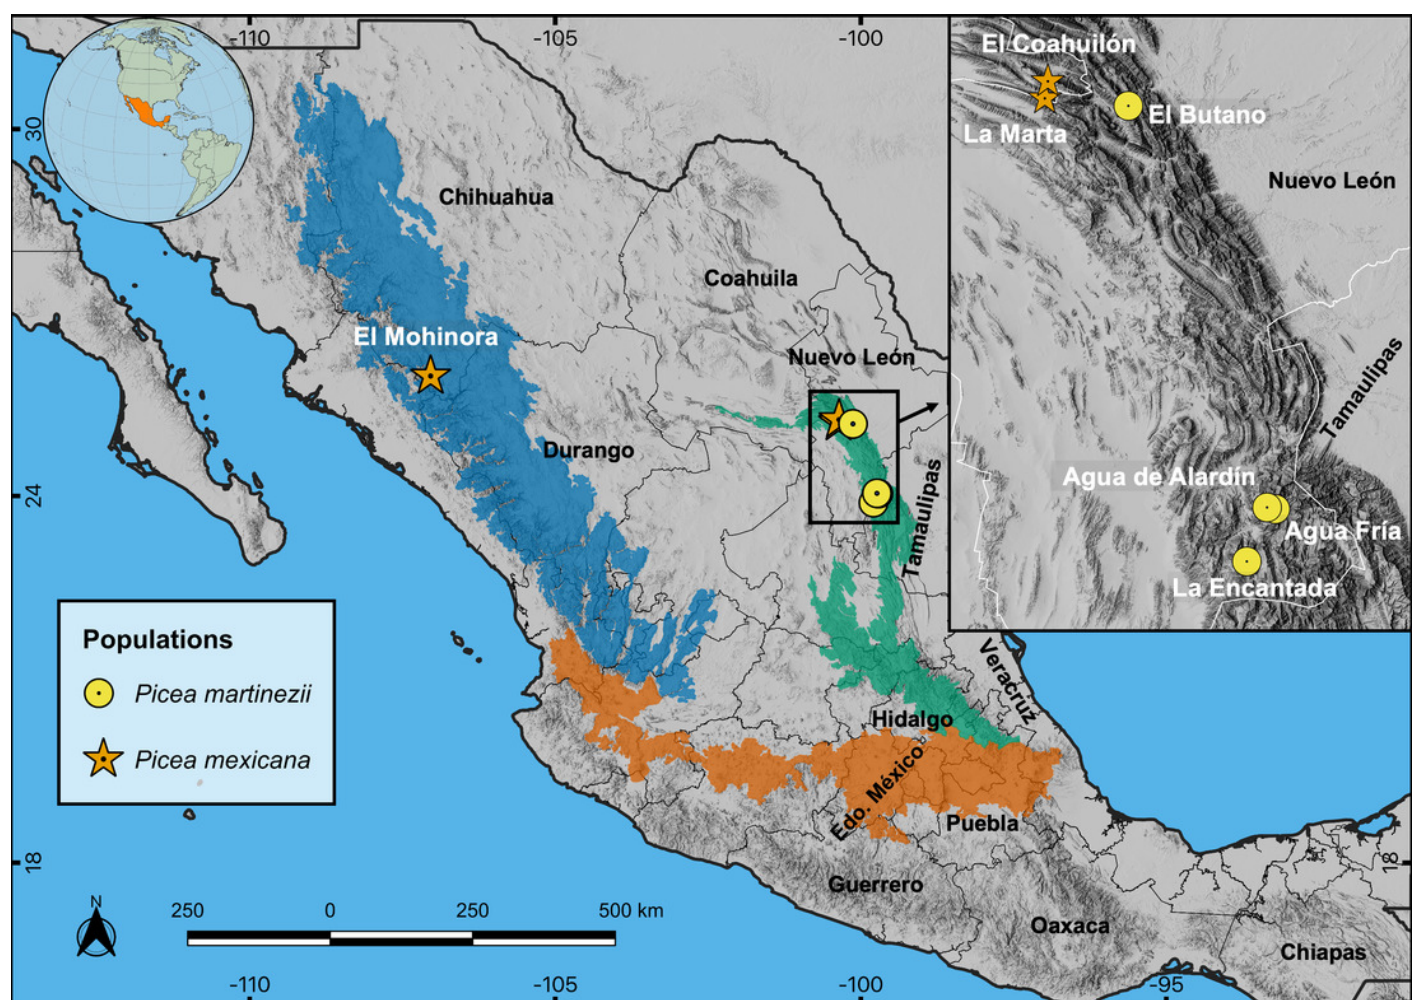 -110
-105
-100
30
24
18
18
Chihuahua
Coahuila
El Mohinora
Nuevo León
Durango
Tamaulipas
Veracruz
Hidalgo
Edo. México
Puebla
Guerrero
Oaxaca
Chiapas
El Coahuilón
El Butano
La Marta
Nuevo León
Tamaulipas
Agua de Alardín
Agua Fría
La Encantada
Populations
Picea martinezii
Picea mexicana
N
250 0 250 500 km
-110
-105
-100
-95